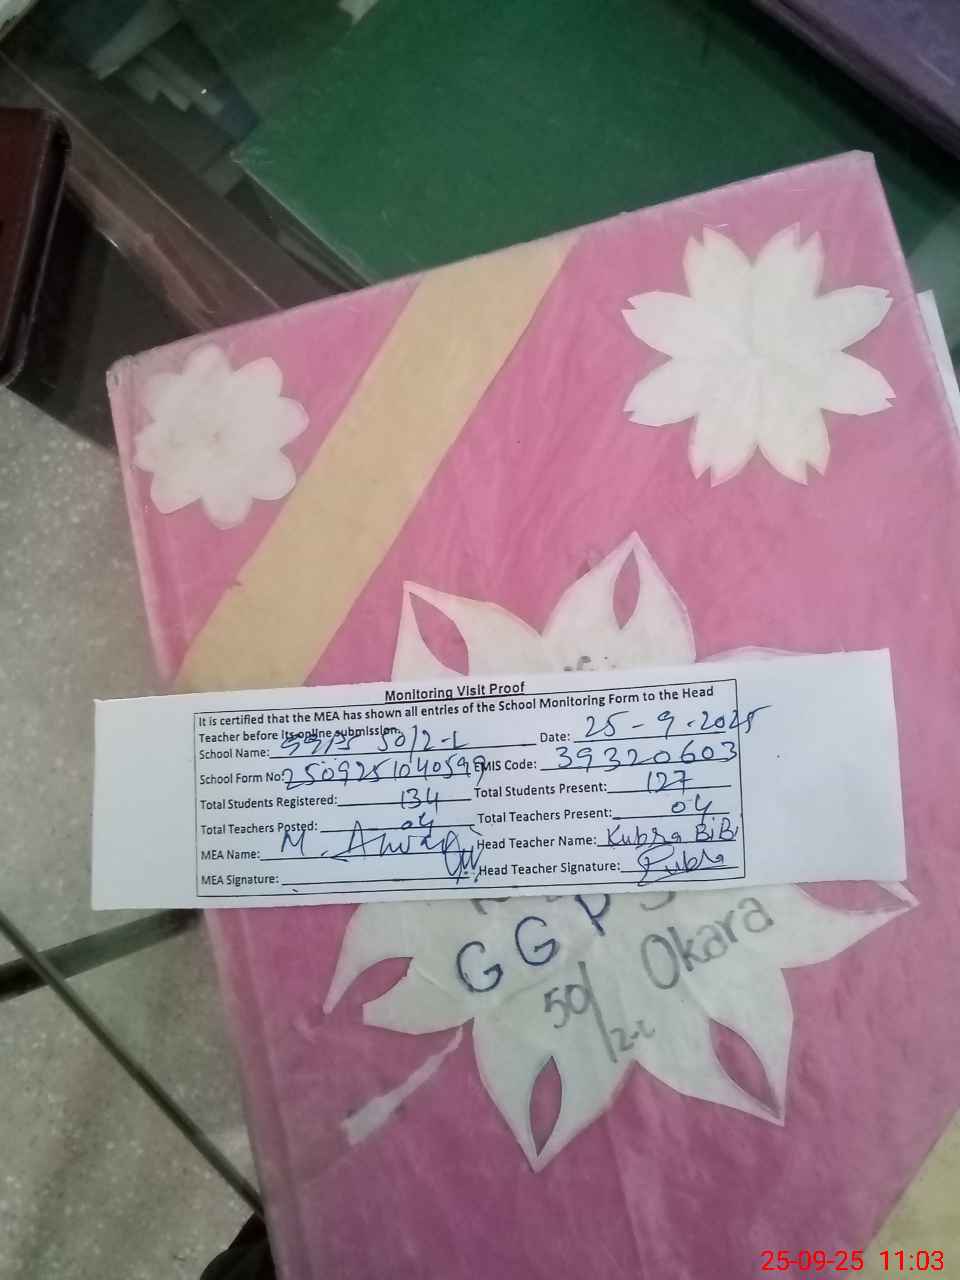 Monitoring Visit Proof
It is certified that the MEA has shown all entries of the School Monitoring Form to the Head
Teacher before its online submission.
School Name: GGPS 50/2-L Date: 25-9-2025
School Form No: 250925104059 EMIS Code: 39320603
Total Students Registered: 134 Total Students Present: 127
Total Teachers Posted: 04 Total Teachers Present: 04
MEA Name: M. Head Teacher Name: Kubra BiBi
MEA Signature: Head Teacher Signature: Kubra
GGPS
50/2-L Okara
25-09-25 11:03